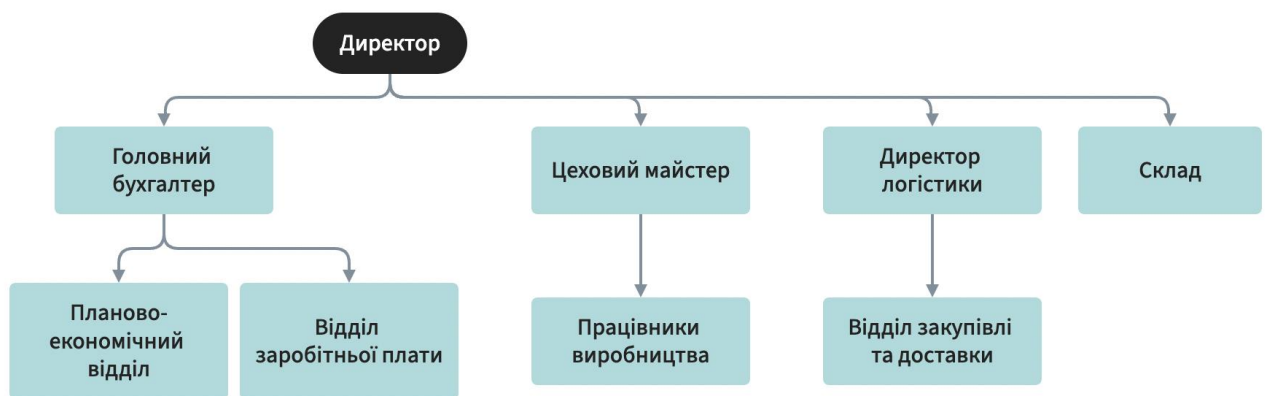 Директор
Головний
бухгалтер
Цеховий майстер
Директор
логістики
Склад
Планово-
економічний
відділ
Відділ
заробітньої плати
Працівники
виробництва
Відділ закупівлі
та доставки